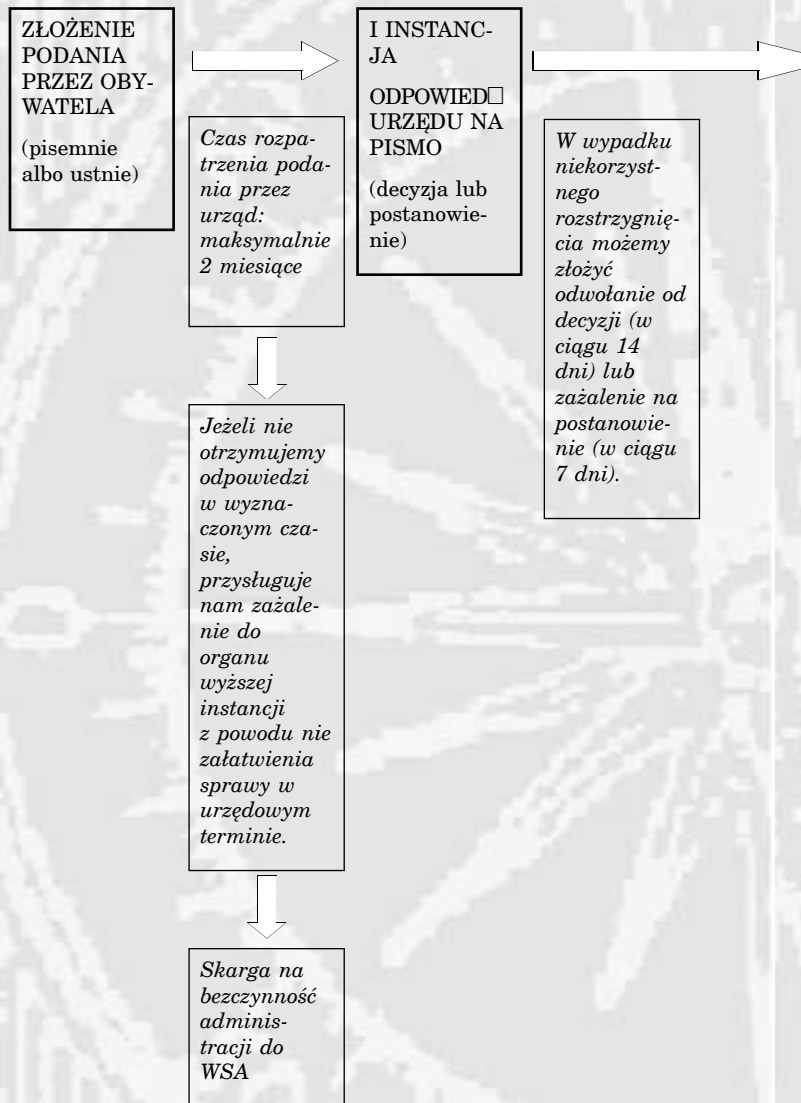 ZŁOŻENIE
PODANIA
PRZEZ OBY-
WATELA
(pisemnie
albo ustnie)
Czas rozpa-
trzenia poda-
nia przez
urząd:
maksymalnie
2 miesiące
I INSTANC-
JA
ODPOWIED□
URZĘDU NA
PISMO
(decyzja lub
postanowie-
nie)
W wypadku
niekorzyst-
nego
rozstrzygnię-
cia możemy
złożyć
odwołanie od
decyzji (w
ciągu 14
dni) lub
zażalenie na
postanowie-
nie (w ciągu
7 dni).
Jeżeli nie
otrzymujemy
odpowiedzi
w wyzna-
czonym cza-
sie,
przysługuje
nam zażale-
nie do
organu
wyższej
instancji
z powodu nie
załatwienia
sprawy w
urzędowym
terminie.
Skarga na
bezczynność
adminis-
tracji do
WSA